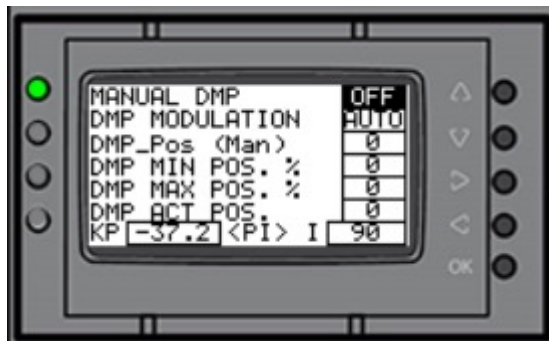 MANUAL DMP OFF
DMP MODULATION AUTO
DMP_Pos (Man) 0
DMP MIN POS. % 0
DMP MAX POS. % 0
DMP ACT POS. 0
KP -37.2 <PI> I 90
OK